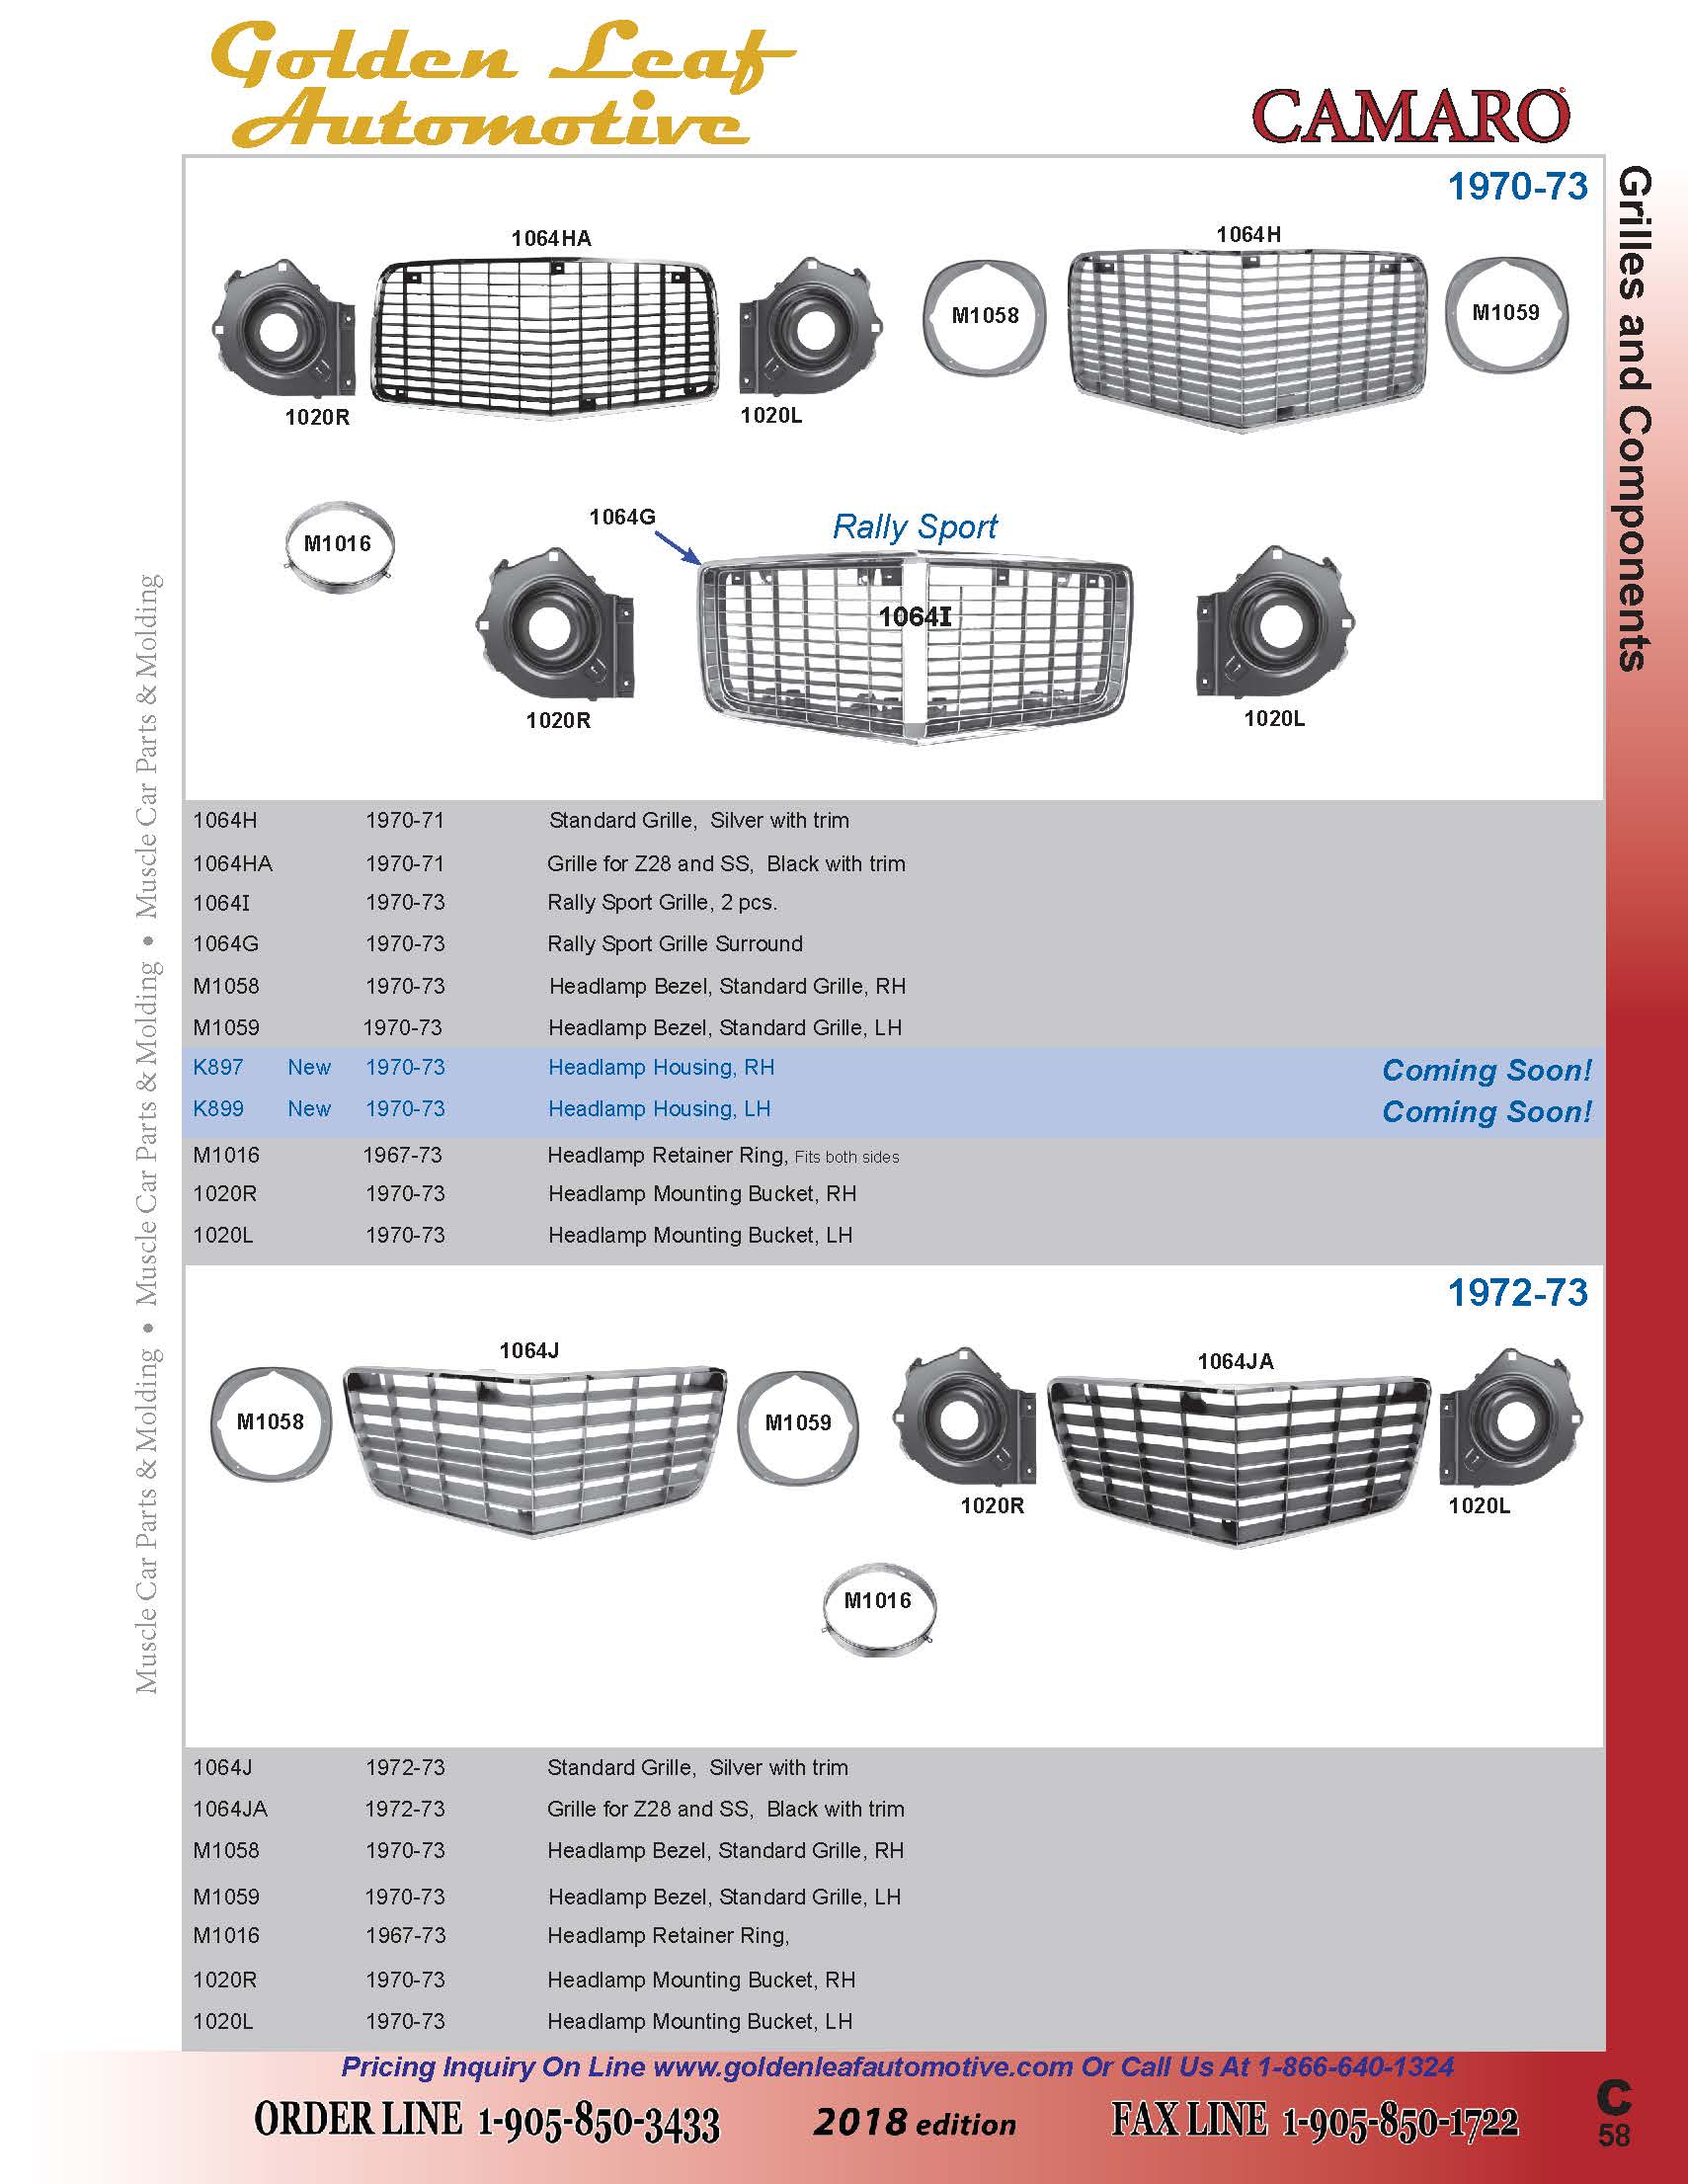 Golden Leaf
Automotive
CAMARO
Grilles and Components
1970-73
1064HA
1064H
M1058
M1059
1020R
1020L
1064G
Rally Sport
M1016
1064I
1020R
1020L
Muscle Car Parts & Molding • Muscle Car Parts & Molding • Muscle Car Parts & Molding
1064H 1970-71 Standard Grille, Silver with trim
1064HA 1970-71 Grille for Z28 and SS, Black with trim
1064I 1970-73 Rally Sport Grille, 2 pcs.
1064G 1970-73 Rally Sport Grille Surround
M1058 1970-73 Headlamp Bezel, Standard Grille, RH
M1059 1970-73 Headlamp Bezel, Standard Grille, LH
K897 New 1970-73 Headlamp Housing, RH Coming Soon!
K899 New 1970-73 Headlamp Housing, LH Coming Soon!
M1016 1967-73 Headlamp Retainer Ring, Fits both sides
1020R 1970-73 Headlamp Mounting Bucket, RH
1020L 1970-73 Headlamp Mounting Bucket, LH
1972-73
1064J
1064JA
M1058
M1059
1020R
1020L
M1016
1064J 1972-73 Standard Grille, Silver with trim
1064JA 1972-73 Grille for Z28 and SS, Black with trim
M1058 1970-73 Headlamp Bezel, Standard Grille, RH
M1059 1970-73 Headlamp Bezel, Standard Grille, LH
M1016 1967-73 Headlamp Retainer Ring,
1020R 1970-73 Headlamp Mounting Bucket, RH
1020L 1970-73 Headlamp Mounting Bucket, LH
Pricing Inquiry On Line www.goldenleafautomotive.com Or Call Us At 1-866-640-1324
ORDER LINE 1-905-850-3433 2018 edition FAX LINE 1-905-850-1722
C
58